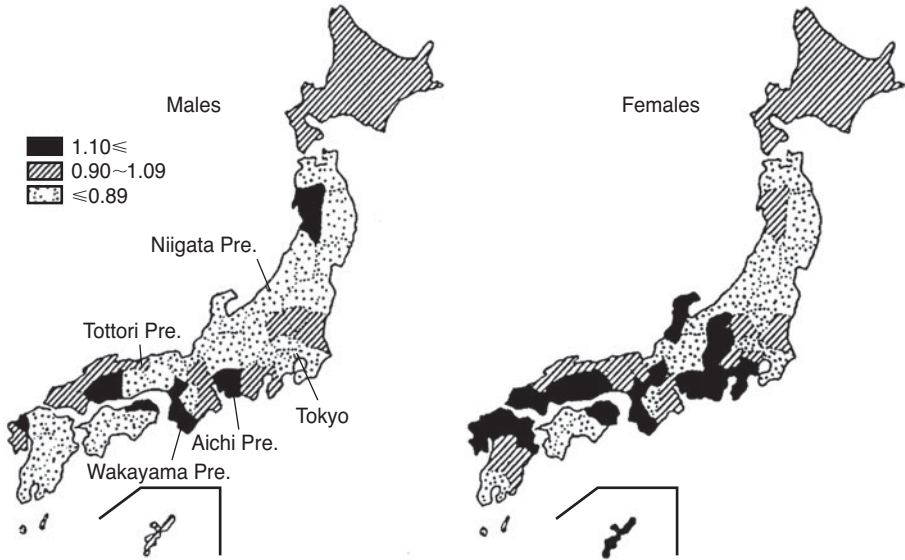 Males
Females
1.10≤
0.90~1.09
≤0.89
Niigata Pre.
Tottori Pre.
Tokyo
Aichi Pre.
Wakayama Pre.